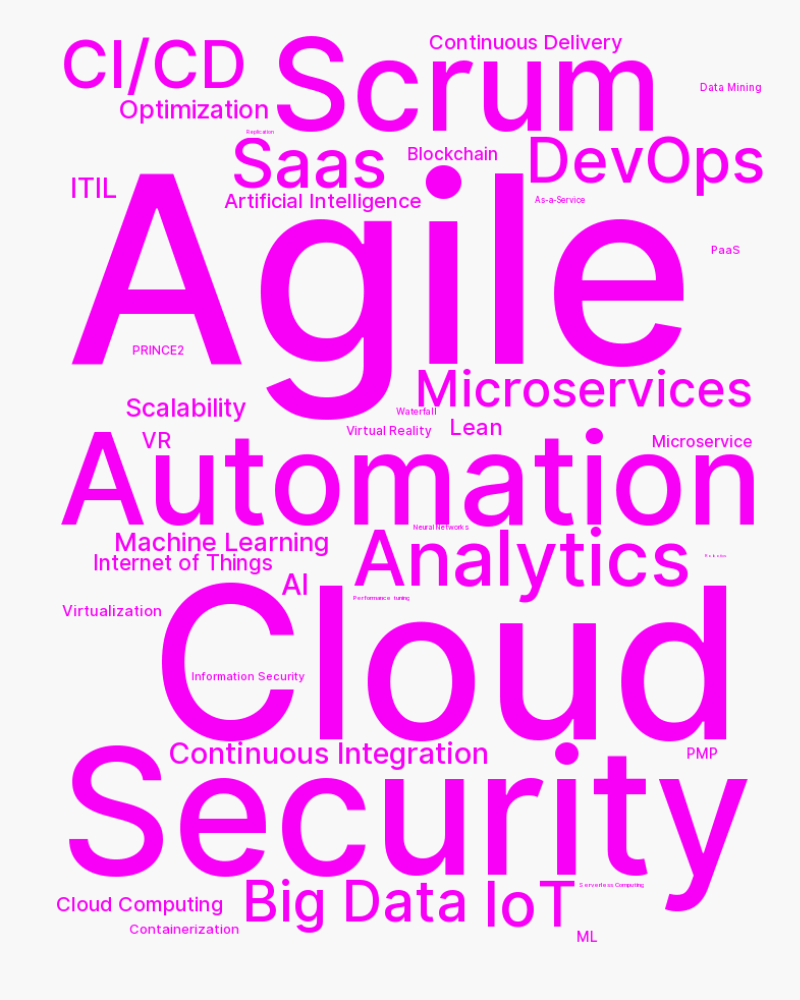 CI/CD
Scrum
Continuous Delivery
Data Mining
Optimization
Replication
Saas
Blockchain
DevOps
ITIL
Artificial Intelligence
As-a-Service
Agile
PaaS
PRINCE2
Microservices
Scalability
Waterfall
Virtual Reality
Lean
VR
Automation
Microservice
Neural Networks
Machine Learning
Analytics
Internet of Things
AI
Performance tuning
Virtualization
Cloud
Information Security
Continuous Integration
PMP
Security
Serverless Computing
Cloud Computing
Big Data
IoT
Containerization
ML